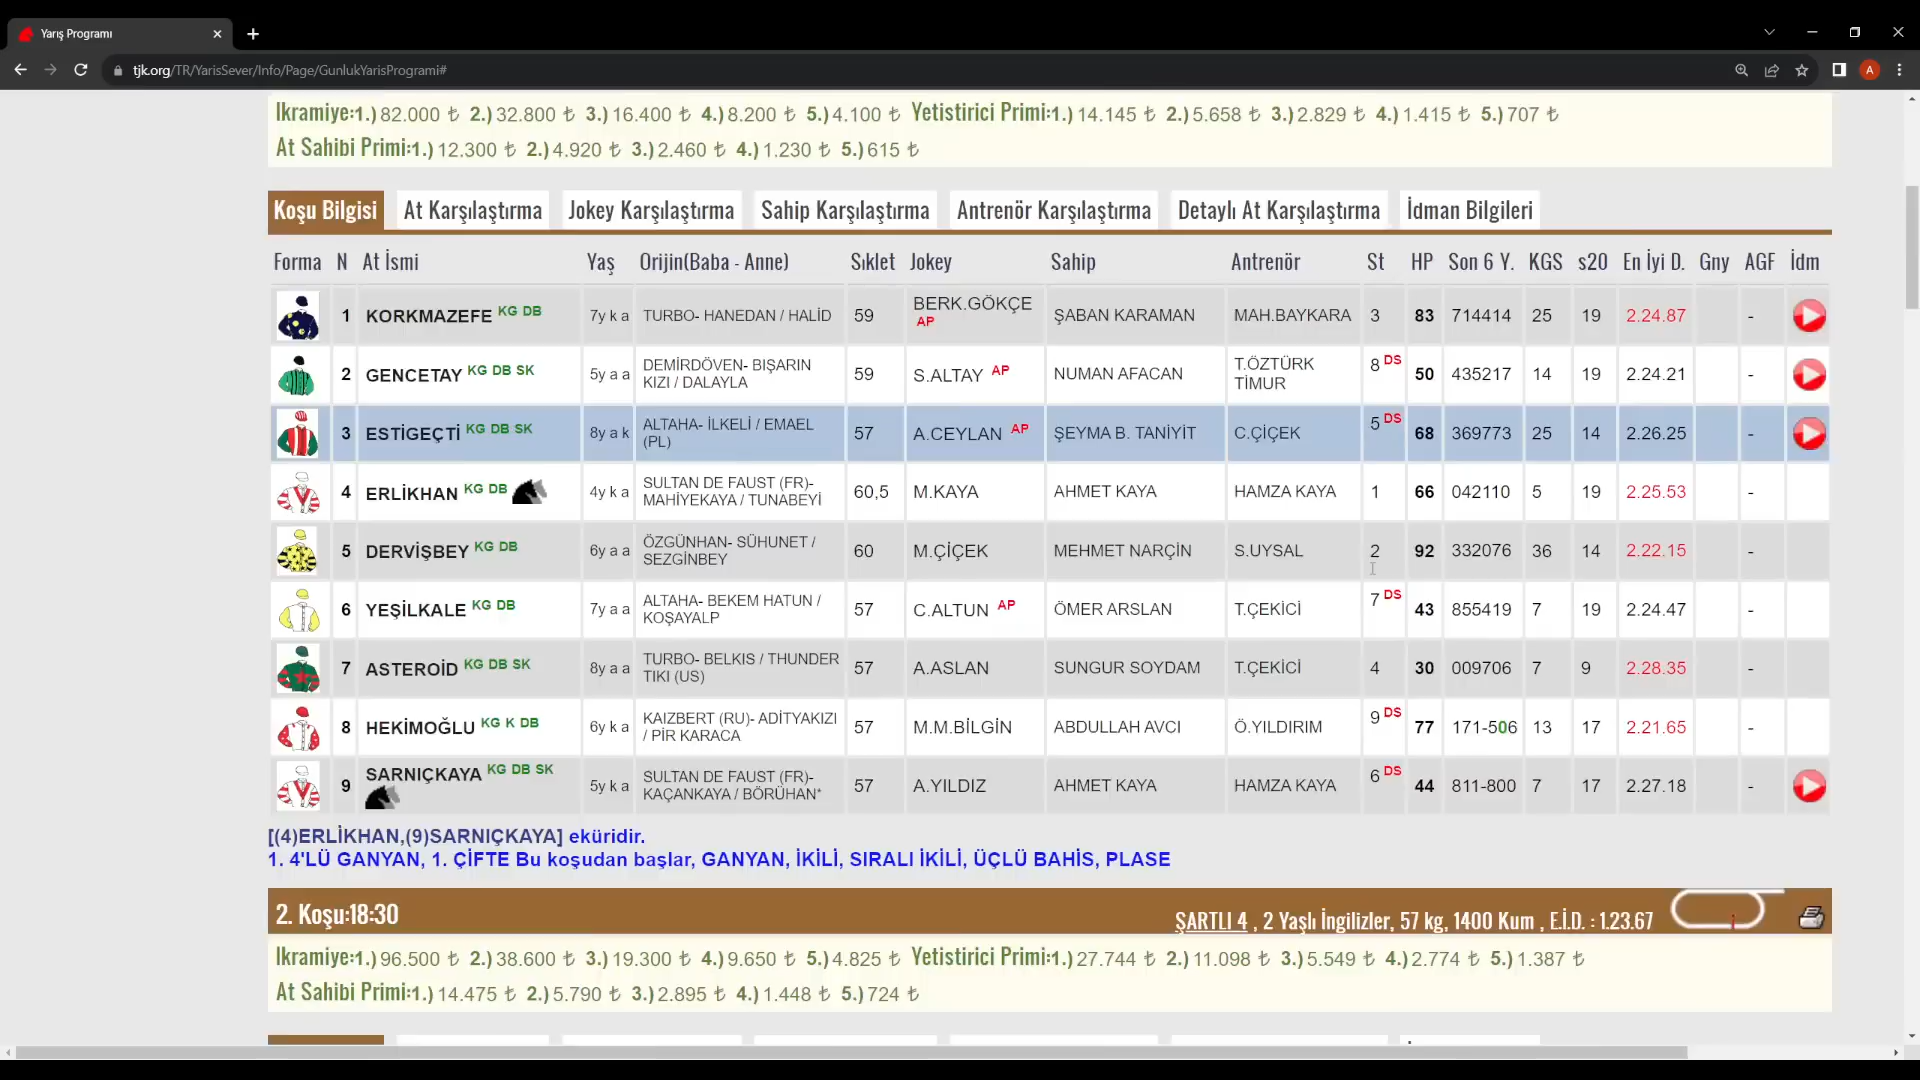 Yarış Programı
tjk.org/TR/YarisSever/Info/Page/GunlukYarisProgrami#
A
Ikramiye:1.) 82.000 ₺ 2.) 32.800 ₺ 3.) 16.400 ₺ 4.) 8.200 ₺ 5.) 4.100 ₺ Yetistirici Primi:1.) 14.145 ₺ 2.) 5.658 ₺ 3.) 2.829 ₺ 4.) 1.415 ₺ 5.) 707 ₺
At Sahibi Primi:1.) 12.300 ₺ 2.) 4.920 ₺ 3.) 2.460 ₺ 4.) 1.230 ₺ 5.) 615 ₺
Koşu Bilgisi At Karşılaştırma Jokey Karşılaştırma Sahip Karşılaştırma Antrenör Karşılaştırma Detaylı At Karşılaştırma İdman Bilgileri
Forma N At İsmi Yaş Orijin(Baba - Anne) Sıklet Jokey Sahip Antrenör St HP Son 6 Y. KGS s20 En İyi D. Gny AGF İdm
1 KORKMAZEFE KG DB 7y k a TURBO- HANEDAN / HALİD 59 BERK.GÖKÇE AP ŞABAN KARAMAN MAH.BAYKARA 3 83 714414 25 19 2.24.87 -
2 GENCETAY KG DB SK 5y a a DEMİRDÖVEN- BIŞARIN KIZI / DALAYLA 59 S.ALTAY AP NUMAN AFACAN T.ÖZTÜRK TİMUR 8 DS 50 435217 14 19 2.24.21 -
3 ESTİGEÇTİ KG DB SK 8y a k ALTAHA- İLKELİ / EMAEL (PL) 57 A.CEYLAN AP ŞEYMA B. TANİYİT C.ÇİÇEK 5 DS 68 369773 25 14 2.26.25 -
4 ERLİKHAN KG DB 4y k a SULTAN DE FAUST (FR)- MAHİYEKAYA / TUNABEYİ 60,5 M.KAYA AHMET KAYA HAMZA KAYA 1 66 042110 5 19 2.25.53 -
5 DERVİŞBEY KG DB 6y a a ÖZGÜNHAN- SÜHUNET / SEZGİNBEY 60 M.ÇİÇEK MEHMET NARÇİN S.UYSAL 2 92 332076 36 14 2.22.15 -
6 YEŞİLKALE KG DB 7y a a ALTAHA- BEKEM HATUN / KOŞAYALP 57 C.ALTUN AP ÖMER ARSLAN T.ÇEKİCİ 7 DS 43 855419 7 19 2.24.47 -
7 ASTEROİD KG DB SK 8y a a TURBO- BELKIS / THUNDER TIKI (US) 57 A.ASLAN SUNGUR SOYDAM T.ÇEKİCİ 4 30 009706 7 9 2.28.35 -
8 HEKİMOĞLU KG K DB 6y k a KAIZBERT (RU)- ADİTYAKIZI / PİR KARACA 57 M.M.BİLGİN ABDULLAH AVCI Ö.YILDIRIM 9 DS 77 171-506 13 17 2.21.65 -
9 SARNIÇKAYA KG DB SK 5y k a SULTAN DE FAUST (FR)- KAÇANKAYA / BÖRÜHAN* 57 A.YILDIZ AHMET KAYA HAMZA KAYA 6 DS 44 811-800 7 17 2.27.18 -
[(4)ERLİKHAN,(9)SARNIÇKAYA] eküridir.
1. 4'LÜ GANYAN, 1. ÇİFTE Bu koşudan başlar, GANYAN, İKİLİ, SIRALI İKİLİ, ÜÇLÜ BAHİS, PLASE
2. Koşu:18:30 ŞARTLI 4 , 2 Yaşlı İngilizler, 57 kg, 1400 Kum , E.İ.D. : 1.23.67
Ikramiye:1.) 96.500 ₺ 2.) 38.600 ₺ 3.) 19.300 ₺ 4.) 9.650 ₺ 5.) 4.825 ₺ Yetistirici Primi:1.) 27.744 ₺ 2.) 11.098 ₺ 3.) 5.549 ₺ 4.) 2.774 ₺ 5.) 1.387 ₺
At Sahibi Primi:1.) 14.475 ₺ 2.) 5.790 ₺ 3.) 2.895 ₺ 4.) 1.448 ₺ 5.) 724 ₺